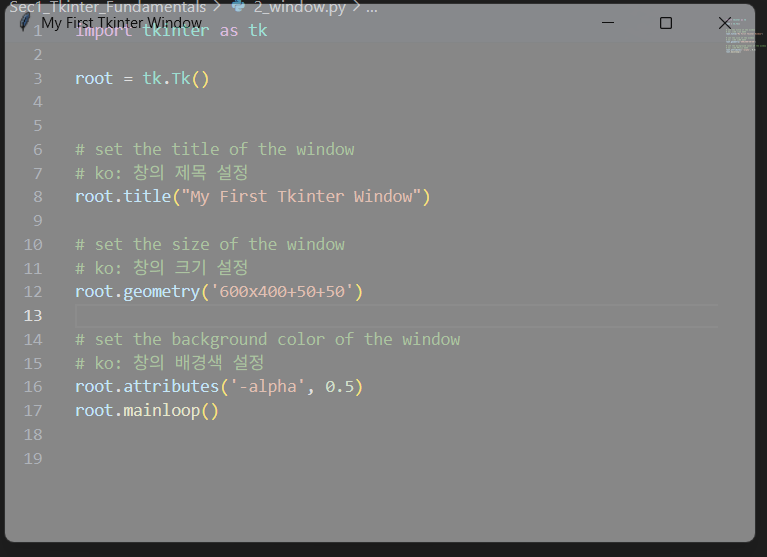 Sec1_Tkinter_Fundamentals > 2_window.py > ...
My First Tkinter Window
1 import tkinter as tk
2
3 root = tk.Tk()
4
5
6 # set the title of the window
7 # ko: 창의 제목 설정
8 root.title("My First Tkinter Window")
9
10 # set the size of the window
11 # ko: 창의 크기 설정
12 root.geometry('600x400+50+50')
13
14 # set the background color of the window
15 # ko: 창의 배경색 설정
16 root.attributes('-alpha', 0.5)
17 root.mainloop()
18
19